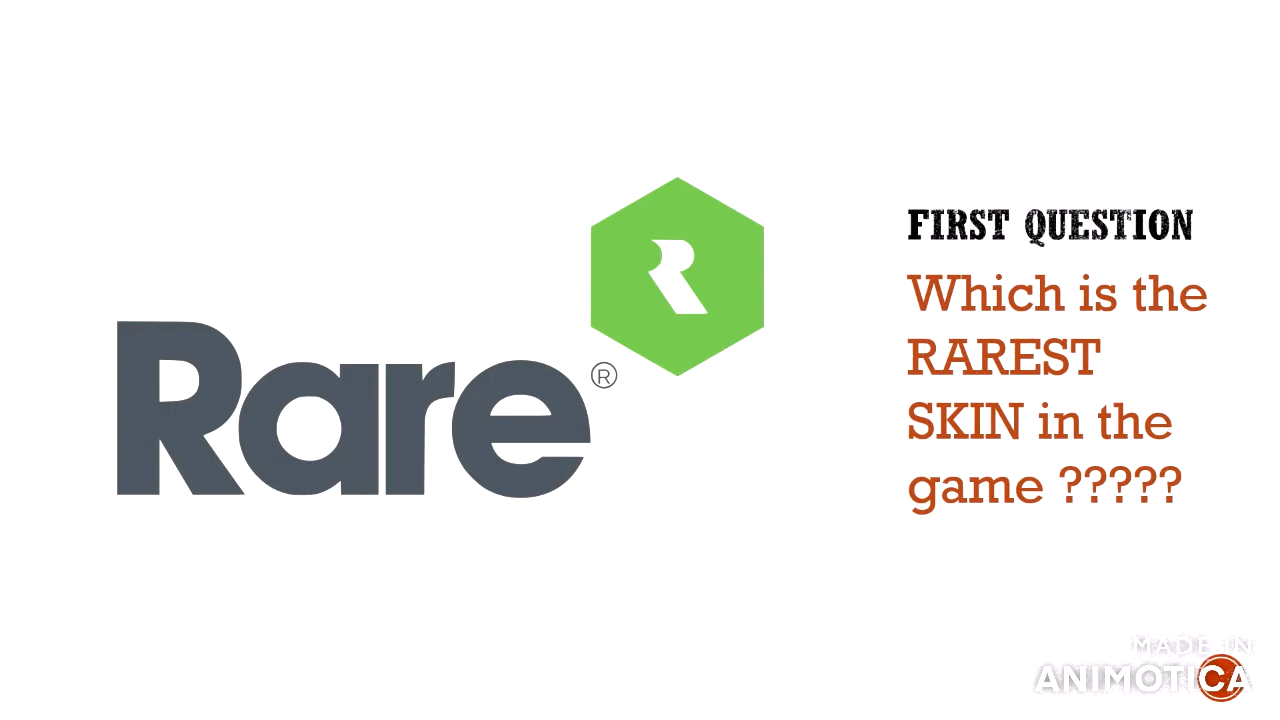 R
Rare®
FIRST QUESTION
Which is the
RAREST
SKIN in the
game ?????
MADE IN
ANIMOTICA